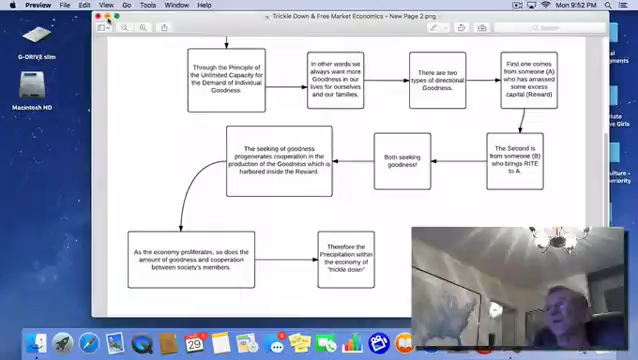 Preview File Edit View Go Tools Window Help
Mon 9:52 PM
Trickle Down & Free Market Economics - New Page 2.png
Search
G-DRIVE slim
Macintosh HD
Through the Principle of
the Unlimited Capacity for
the Demand of Individual
Goodness.
In other words we
always want more
Goodness in our
lives for ourselves
and our families.
There are two
types of directional
Goodness.
First one comes
from someone (A)
who has amassed
some excess
capital (Reward)
The Second is
from someone (B)
who brings RITE
to A.
Both seeking
goodness!
The seeking of goodness
progenerates cooperation in the
production of the Goodness which is
harbored inside the Reward.
As the economy proliferates, so does the
amount of goodness and cooperation
between society's members.
Therefore the
Precipitation within
the economy of
"trickle down"
29